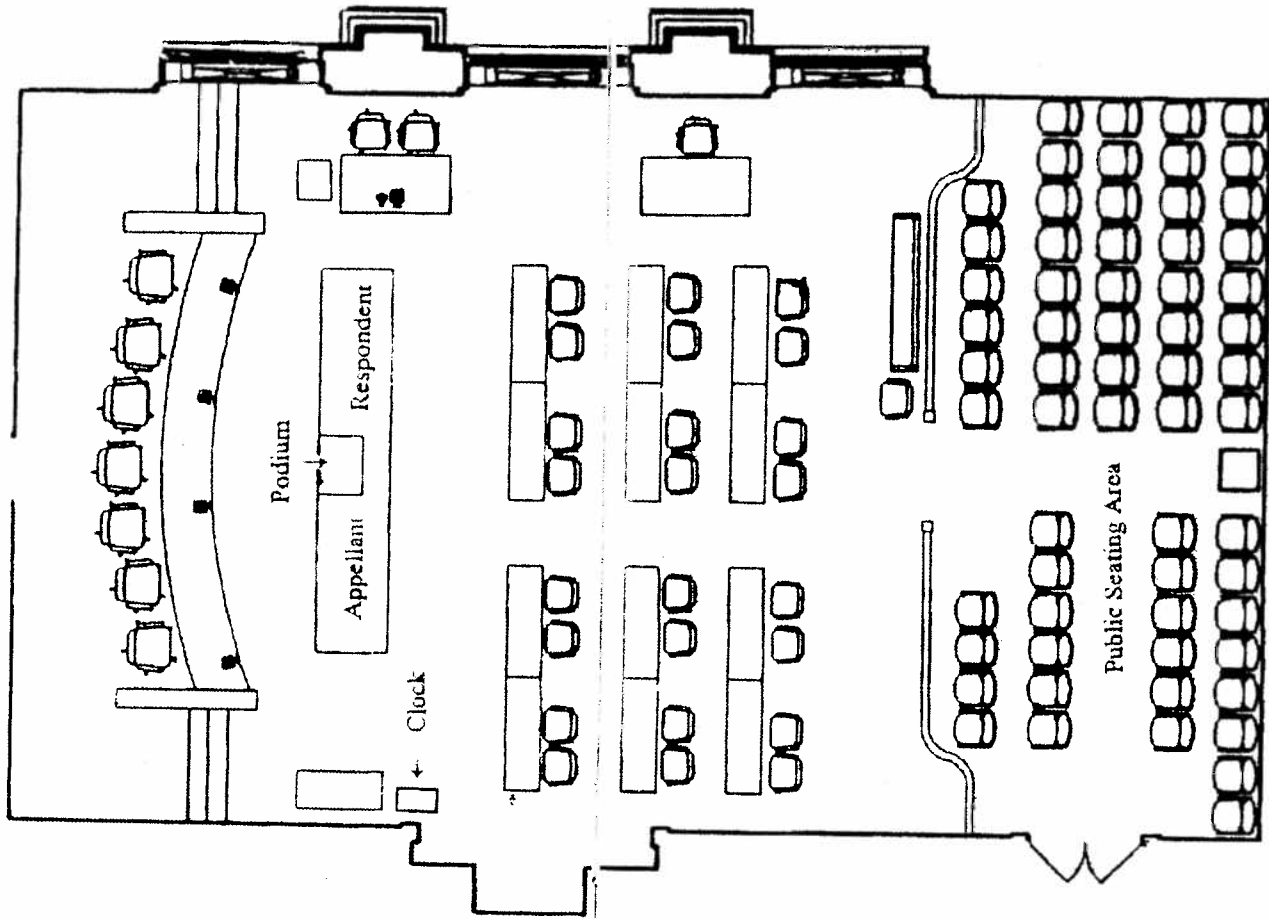 Podium
Appellant
Respondent
Clock
Public Seating Area